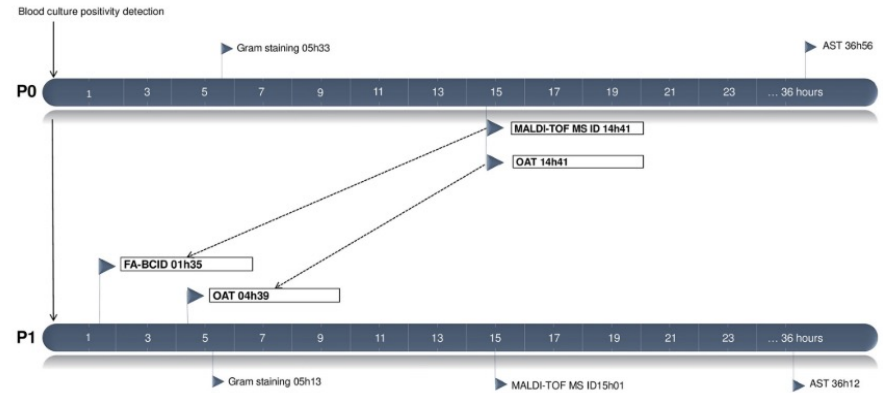 Blood culture positivity detection
Gram staining 05h33
AST 36h56
P0 1 3 5 7 9 11 13 15 17 19 21 23 ... 36 hours
MALDI-TOF MS ID 14h41
OAT 14h41
FA-BCID 01h35
OAT 04h39
P1 1 3 5 7 9 11 13 15 17 19 21 23 ... 36 hours
Gram staining 05h13
MALDI-TOF MS ID15h01
AST 36h12